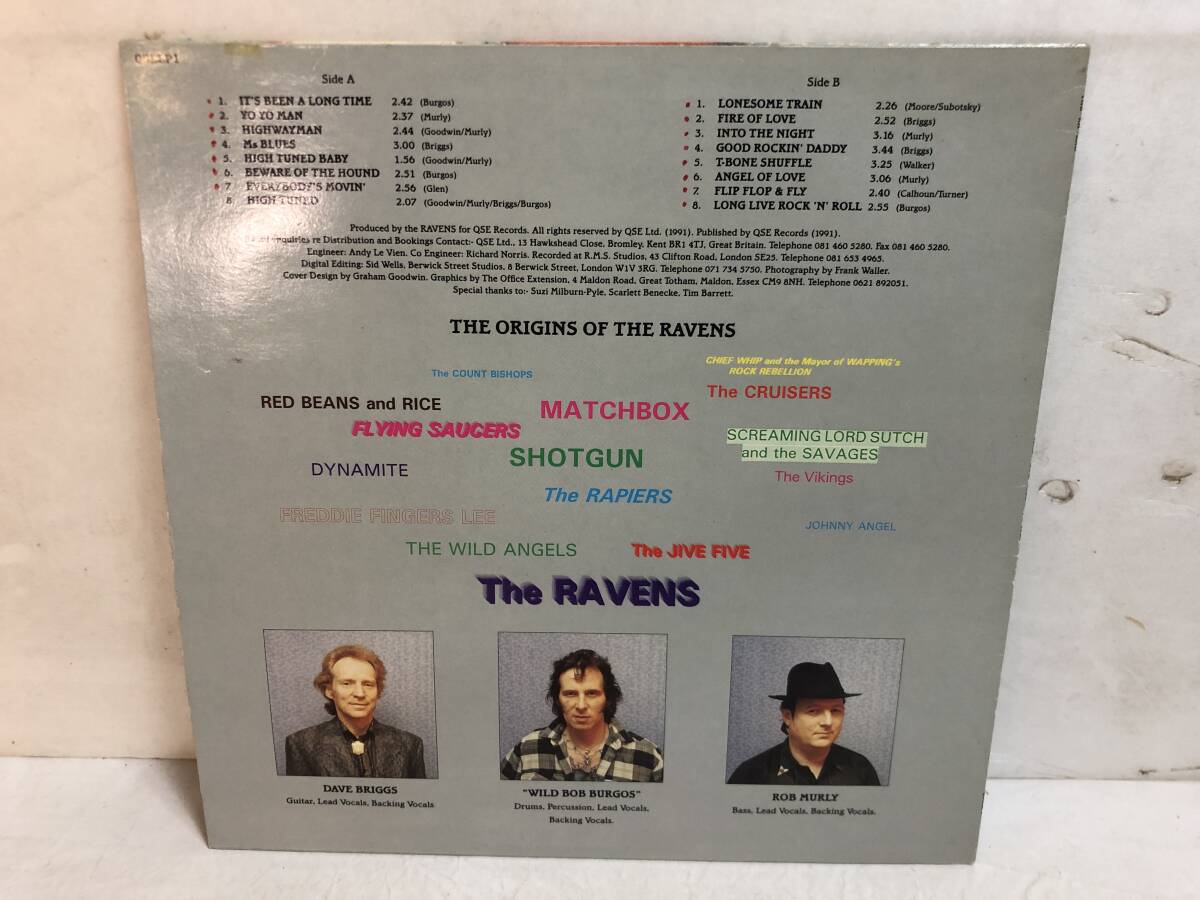 Side A
1. IT'S BEEN A LONG TIME 2.42 (Burgos)
2. YO YO MAN 2.37 (Murly)
3. HIGHWAYMAN 2.44 (Goodwin/Murly)
4. Ms BLUES 3.00 (Briggs)
5. HIGH TUNED BABY 1.56 (Goodwin/Murly)
6. BEWARE OF THE HOUND 2.51 (Burgos)
7. EVERYBODY'S MOVIN' 2.56 (Glen)
8. HIGH TUNED 2.07 (Goodwin/Murly/Briggs/Burgos)
Side B
1. LONESOME TRAIN 2.26 (Moore/Subotsky)
2. FIRE OF LOVE 2.52 (Briggs)
3. INTO THE NIGHT 3.16 (Murly)
4. GOOD ROCKIN' DADDY 3.44 (Briggs)
5. T-BONE SHUFFLE 3.25 (Walker)
6. ANGEL OF LOVE 3.06 (Murly)
7. FLIP FLOP & FLY 2.40 (Calhoun/Turner)
8. LONG LIVE ROCK 'N' ROLL 2.55 (Burgos)
Produced by the RAVENS for QSE Records. All rights reserved by QSE Ltd. (1991). Published by QSE Records (1991).
enquiries re Distribution and Bookings Contact:- QSE Ltd., 13 Hawkshead Close, Bromley, Kent BR1 4TJ, Great Britain. Telephone 081 460 5280. Fax 081 460 5280.
Engineer: Andy Le Vien. Co Engineer: Richard Norris. Recorded at R.M.S. Studios, 43 Clifton Road, London SE25. Telephone 081 653 4965.
Digital Editing: Sid Wells, Berwick Street Studios, 8 Berwick Street, London W1V 3RG. Telephone 071 734 5750. Photography by Frank Waller.
Cover Design by Graham Goodwin. Graphics by The Office Extension, 4 Maldon Road, Great Totham, Maldon, Essex CM9 8NH. Telephone 0621 892051.
Special thanks to:- Suzi Milburn-Pyle, Scarlett Benecke, Tim Barrett.
THE ORIGINS OF THE RAVENS
CHIEF WHIP and the Mayor of WAPPING's
ROCK REBELLION
The COUNT BISHOPS
The CRUISERS
RED BEANS and RICE
MATCHBOX
FLYING SAUCERS
SCREAMING LORD SUTCH
and the SAVAGES
SHOTGUN
DYNAMITE
The Vikings
The RAPIERS
FREDDIE FINGERS LEE
JOHNNY ANGEL
THE WILD ANGELS
The JIVE FIVE
The RAVENS
DAVE BRIGGS
Guitar, Lead Vocals, Backing Vocals
"WILD BOB BURGOS"
Drums, Percussion, Lead Vocals,
Backing Vocals.
ROB MURLY
Bass, Lead Vocals, Backing Vocals.